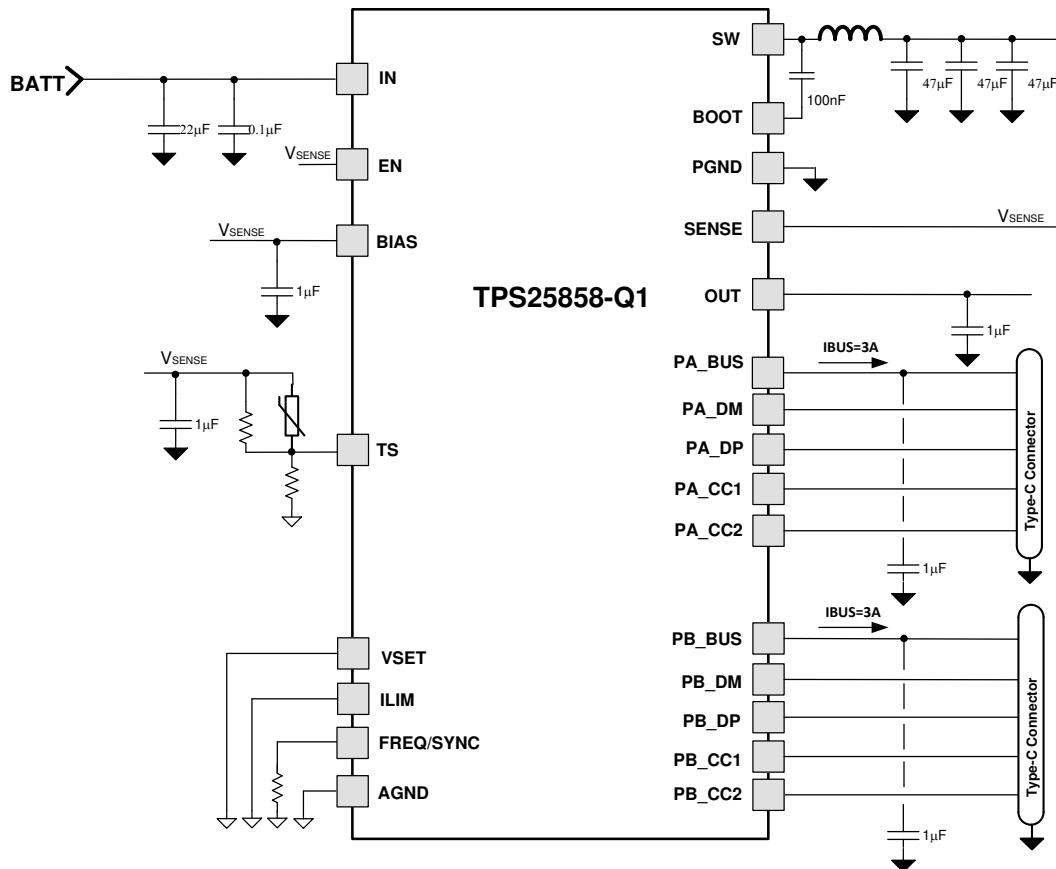 BATT
22µF
0.1µF
IN
VSENSE
EN
VSENSE
BIAS
1µF
VSENSE
1µF
TS
VSET
ILIM
FREQ/SYNC
AGND
TPS25858-Q1
SW
100nF
47µF
47µF
47µF
BOOT
PGND
SENSE
VSENSE
OUT
1µF
PA_BUS
IBUS=3A
PA_DM
PA_DP
PA_CC1
PA_CC2
Type-C Connector
1µF
PB_BUS
IBUS=3A
PB_DM
PB_DP
PB_CC1
PB_CC2
Type-C Connector
1µF